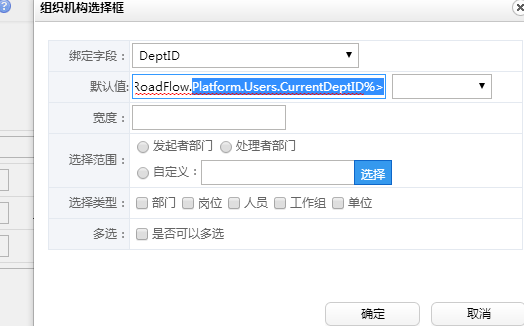 组织机构选择框
绑定字段： DeptID
默认值: RoadFlow.Platform.Users.CurrentDeptID%>
宽度：
选择范围： 发起者部门 处理者部门
自定义： 选择
选择类型： 部门 岗位 人员 工作组 单位
多选： 是否可以多选
确定 取消